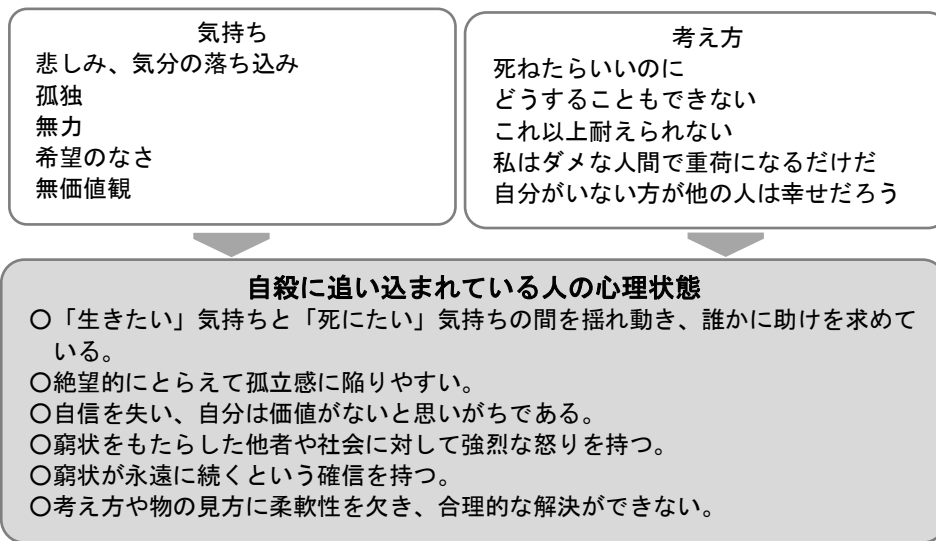 気持ち
悲しみ、気分の落ち込み
孤独
無力
希望のなさ
無価値観
考え方
死ねたらいいのに
どうすることもできない
これ以上耐えられない
私はダメな人間で重荷になるだけだ
自分がいない方が他の人は幸せだろう
自殺に追い込まれている人の心理状態
〇「生きたい」気持ちと「死にたい」気持ちの間を揺れ動き、誰かに助けを求めて
いる。
〇絶望的にとらえて孤立感に陥りやすい。
〇自信を失い、自分は価値がないと思いがちである。
〇窮状をもたらした他者や社会に対して強烈な怒りを持つ。
〇窮状が永遠に続くという確信を持つ。
〇考え方や物の見方に柔軟性を欠き、合理的な解決ができない。